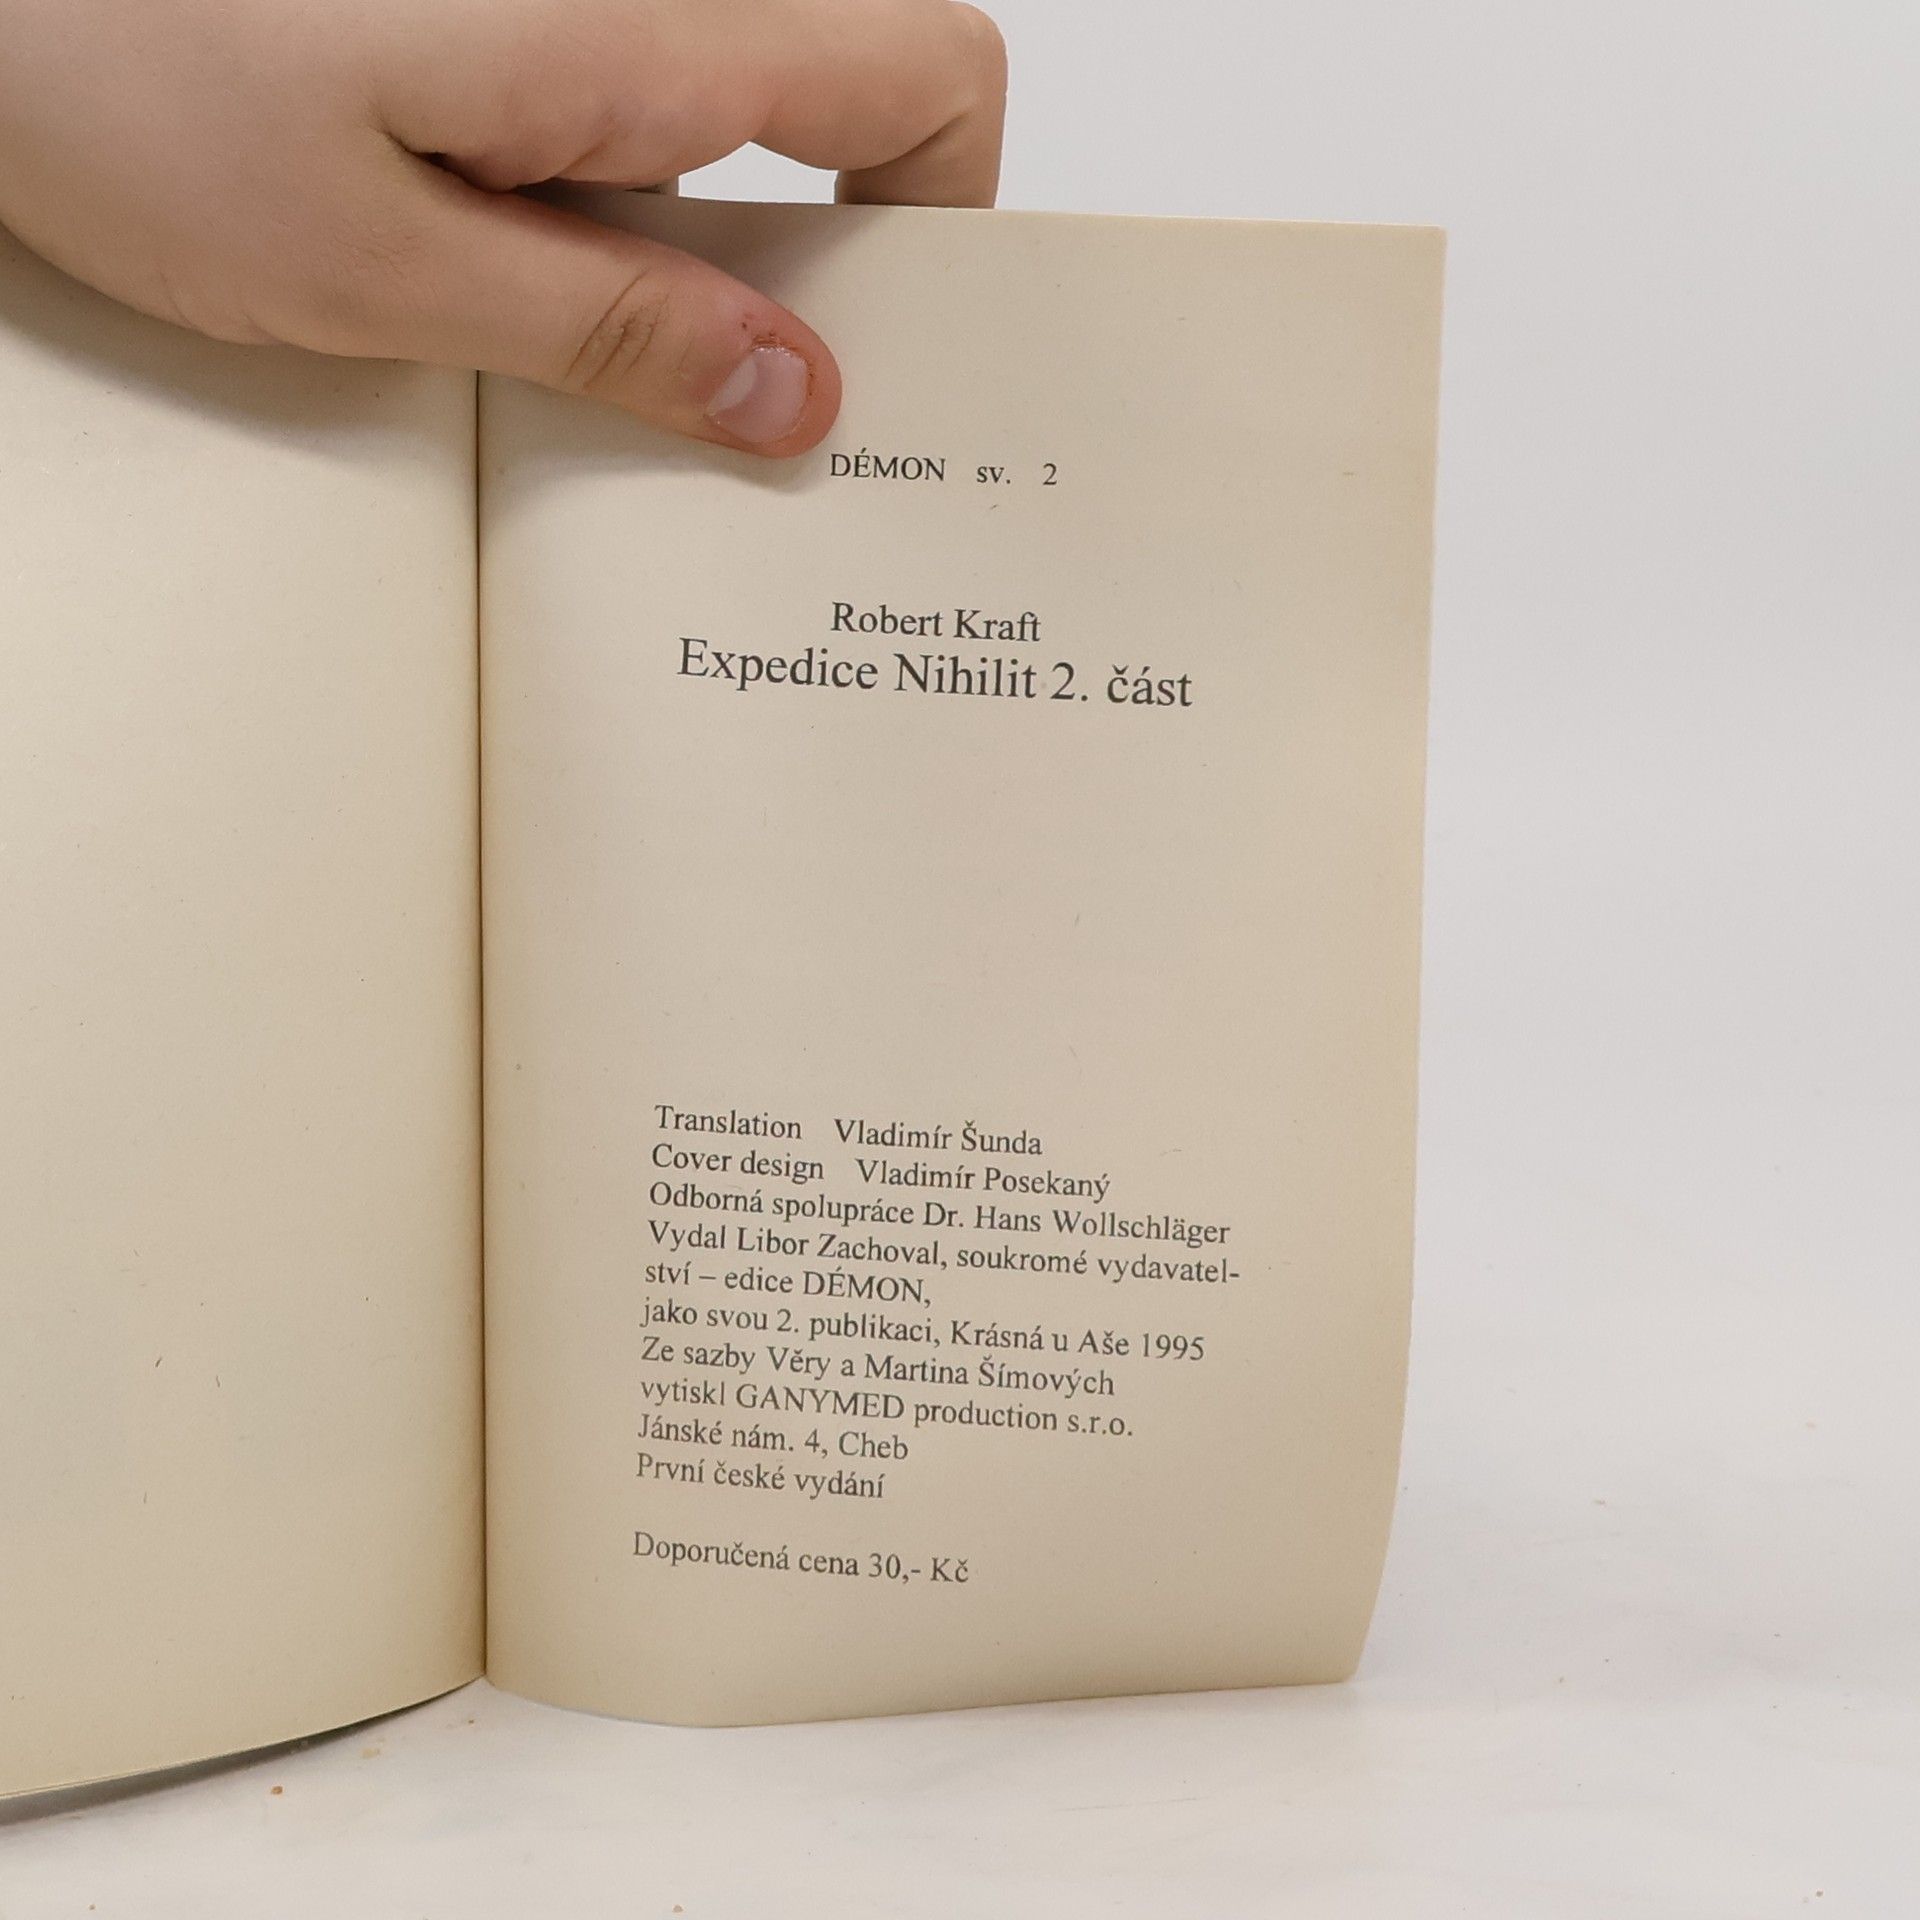 DÉMON sv. 2
Robert Kraft
Expedice Nihilit 2. část
Translation Vladimír Šunda
Cover design Vladimír Posekaný
Odborná spolupráce Dr. Hans Wollschläger
Vydal Libor Zachoval, soukromé vydavatel-
ství – edice DÉMON,
jako svou 2. publikaci, Krásná u Aše 1995
Ze sazby Věry a Martina Šímových
vytiskl GANYMED production s.r.o.
Jánské nám. 4, Cheb
První české vydání
Doporučená cena 30,- Kč